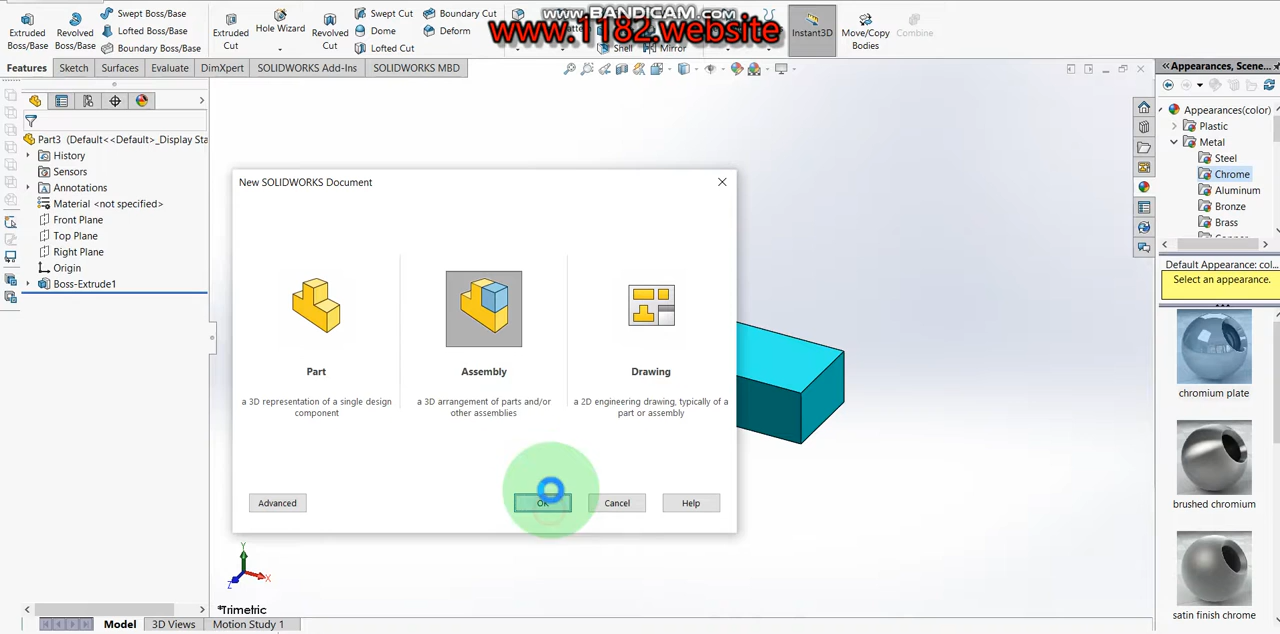 www.BANDICAM.com
www.1182.website
Extruded Boss/Base
Revolved Boss/Base
Swept Boss/Base
Lofted Boss/Base
Boundary Boss/Base
Extruded Cut
Hole Wizard
Revolved Cut
Swept Cut
Dome
Lofted Cut
Boundary Cut
Deform
Shell
Mirror
Instant3D
Move/Copy Bodies
Combine
Features
Sketch
Surfaces
Evaluate
DimXpert
SOLIDWORKS Add-Ins
SOLIDWORKS MBD
Part3 (Default<<Default>_Display Sta
History
Sensors
Annotations
Material <not specified>
Front Plane
Top Plane
Right Plane
Origin
Boss-Extrude1
New SOLIDWORKS Document
Part
a 3D representation of a single design
component
Assembly
a 3D arrangement of parts and/or
other assemblies
Drawing
a 2D engineering drawing, typically of a
part or assembly
Advanced
OK
Cancel
Help
Y
X
Z
*Trimetric
Model
3D Views
Motion Study 1
Appearances, Scene...
Appearances(color)
Plastic
Metal
Steel
Chrome
Aluminum
Bronze
Brass
Default Appearance: col...
Select an appearance.
chromium plate
brushed chromium
satin finish chrome